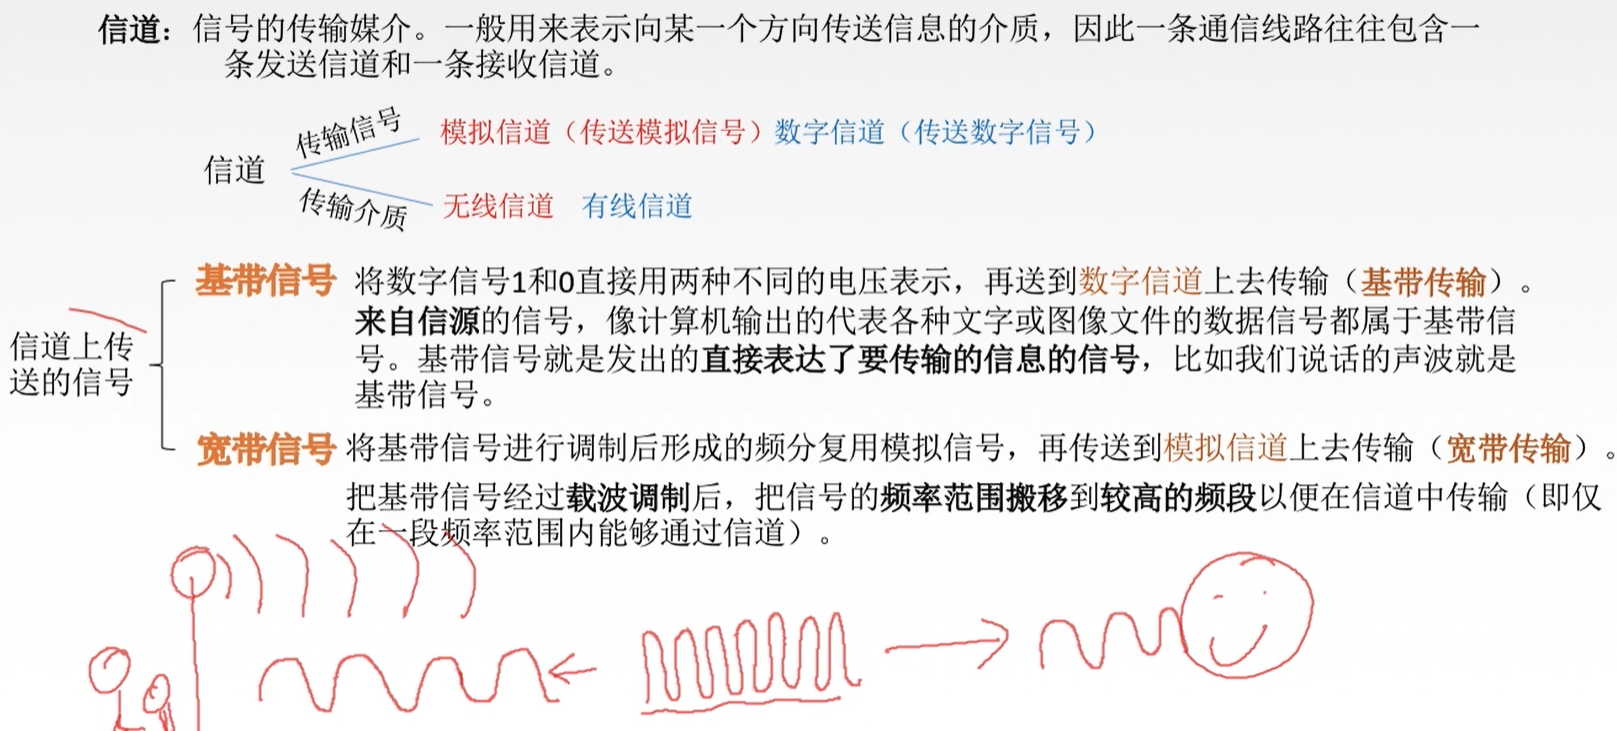 信道：信号的传输媒介。一般用来表示向某一个方向传送信息的介质，因此一条通信线路往往包含一
条发送信道和一条接收信道。
传输信号
模拟信道（传送模拟信号）数字信道（传送数字信号）
信道
传输介质
无线信道 有线信道
基带信号 将数字信号1和0直接用两种不同的电压表示，再送到数字信道上去传输（基带传输）。
来自信源的信号，像计算机输出的代表各种文字或图像文件的数据信号都属于基带信
号。基带信号就是发出的直接表达了要传输的信息的信号，比如我们说话的声波就是
基带信号。
信道上传
送的信号
宽带信号 将基带信号进行调制后形成的频分复用模拟信号，再传送到模拟信道上去传输（宽带传输）。
把基带信号经过载波调制后，把信号的频率范围搬移到较高的频段以便在信道中传输（即仅
在一段频率范围内能够通过信道）。